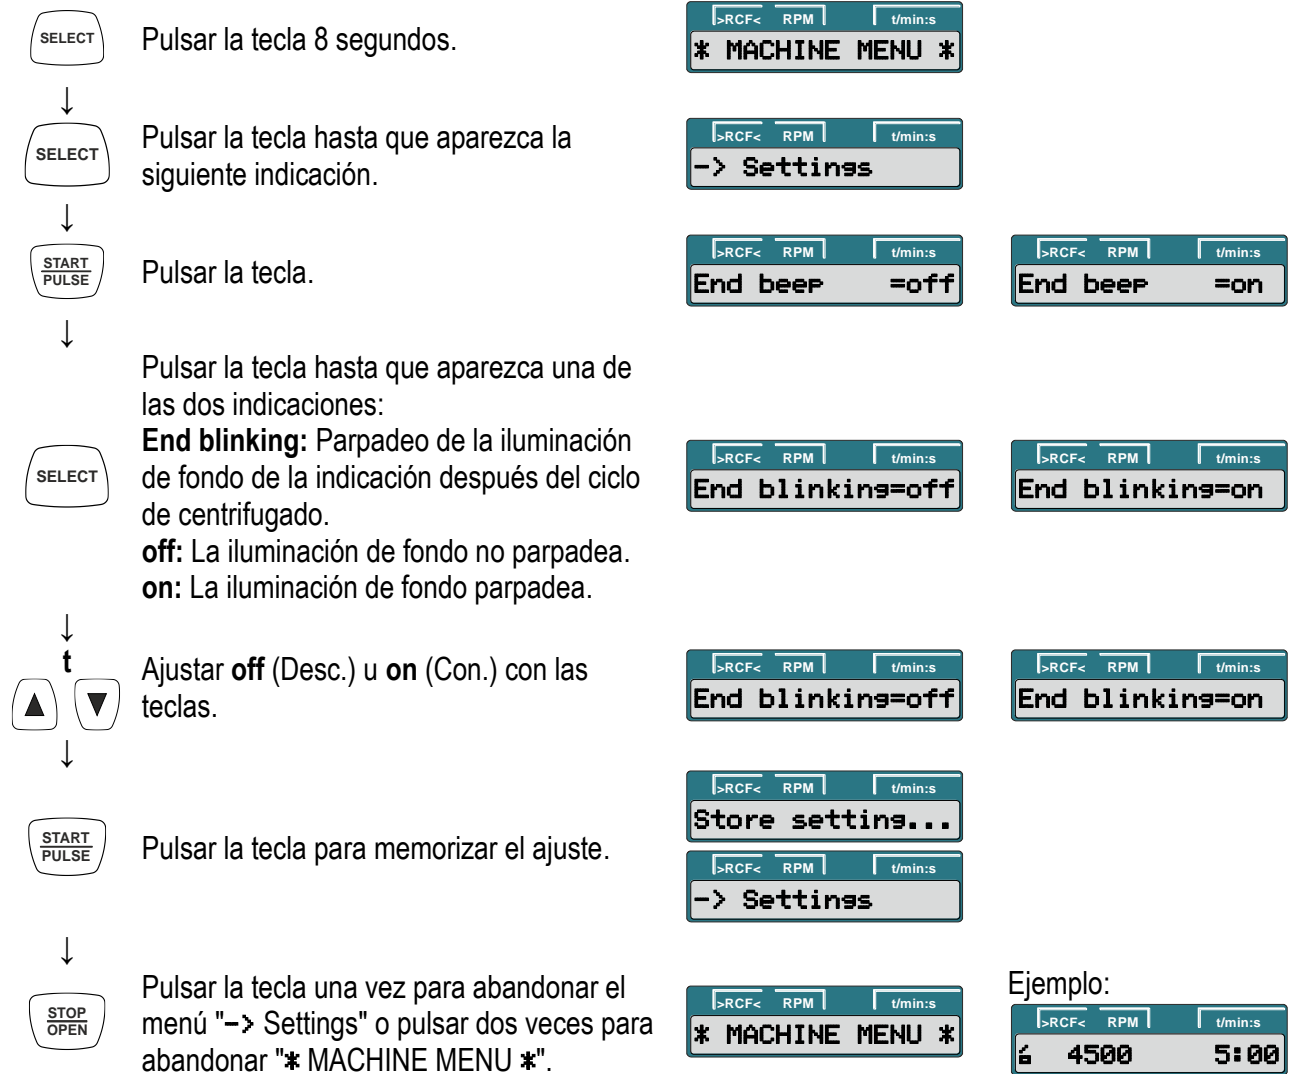 SELECT
Pulsar la tecla 8 segundos.
>RCF< RPM t/min:s
* MACHINE MENU *
↓
SELECT
Pulsar la tecla hasta que aparezca la
siguiente indicación.
>RCF< RPM t/min:s
-> Settings
↓
START
PULSE
Pulsar la tecla.
>RCF< RPM t/min:s
End beep =off
>RCF< RPM t/min:s
End beep =on
↓
SELECT
Pulsar la tecla hasta que aparezca una de
las dos indicaciones:
End blinking: Parpadeo de la iluminación
de fondo de la indicación después del ciclo
de centrifugado.
off: La iluminación de fondo no parpadea.
on: La iluminación de fondo parpadea.
>RCF< RPM t/min:s
End blinking=off
>RCF< RPM t/min:s
End blinking=on
↓
t
▲ ▼
Ajustar off (Desc.) u on (Con.) con las
teclas.
>RCF< RPM t/min:s
End blinking=off
>RCF< RPM t/min:s
End blinking=on
↓
START
PULSE
Pulsar la tecla para memorizar el ajuste.
>RCF< RPM t/min:s
Store setting...
>RCF< RPM t/min:s
-> Settings
↓
STOP
OPEN
Pulsar la tecla una vez para abandonar el
menú "-> Settings" o pulsar dos veces para
abandonar "* MACHINE MENU *".
>RCF< RPM t/min:s
* MACHINE MENU *
Ejemplo:
>RCF< RPM t/min:s
4500 5:00